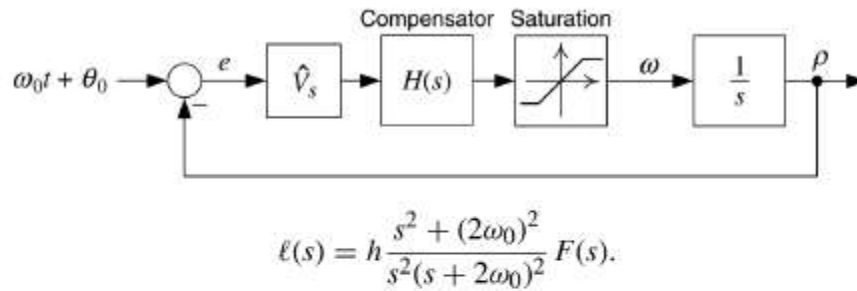 Compensator Saturation
ω₀t + θ₀ e V̂ₛ H(s) ω 1/s ρ
−
ℓ(s) = h (s² + (2ω₀)²) / (s²(s + 2ω₀)²) F(s).